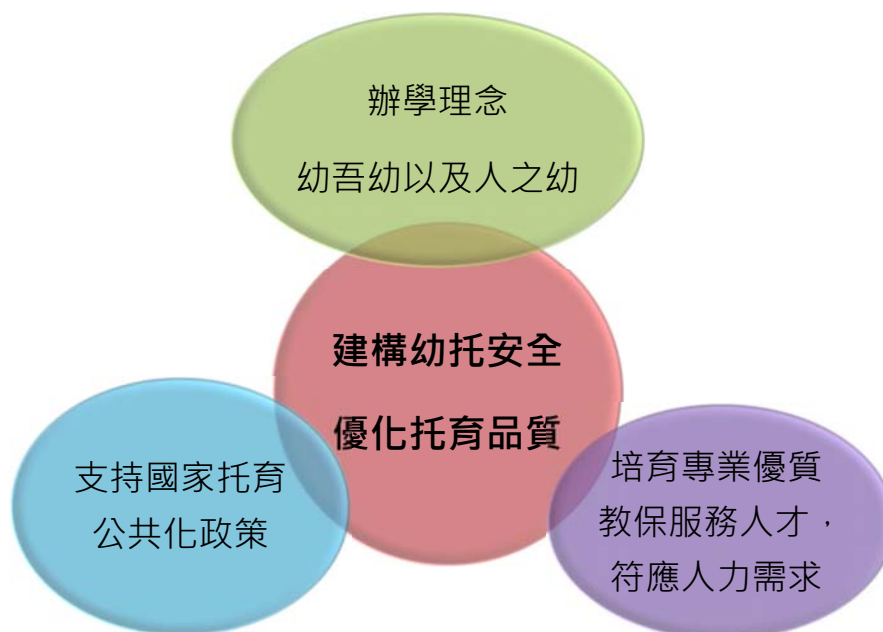 辦學理念
幼吾幼以及人之幼
建構幼托安全
優化托育品質
支持國家托育
公共化政策
培育專業優質
教保服務人才，
符應人力需求